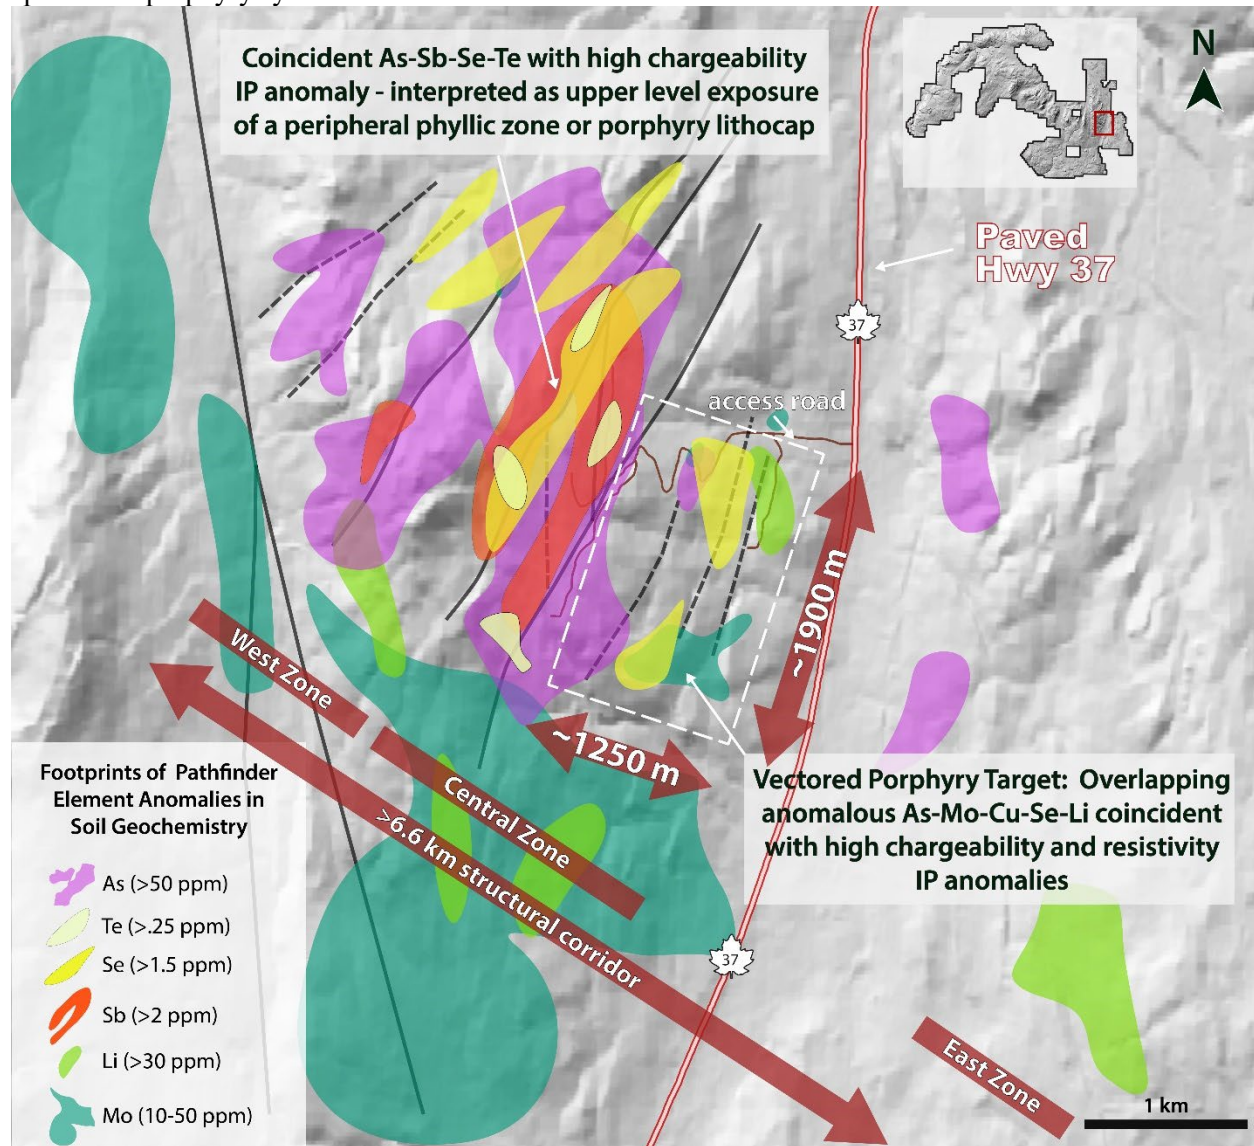 Coincident As-Sb-Se-Te with high chargeability
IP anomaly - interpreted as upper level exposure
of a peripheral phyllic zone or porphyry lithocap
N
Paved
Hwy 37
37
access road
~1900 m
West Zone
~1250 m
Central Zone
>6.6 km structural corridor
Vectored Porphyry Target: Overlapping
anomalous As-Mo-Cu-Se-Li coincident
with high chargeability and resistivity
IP anomalies
37
East Zone
1 km
Footprints of Pathfinder
Element Anomalies in
Soil Geochemistry
As (>50 ppm)
Te (>.25 ppm)
Se (>1.5 ppm)
Sb (>2 ppm)
Li (>30 ppm)
Mo (10-50 ppm)